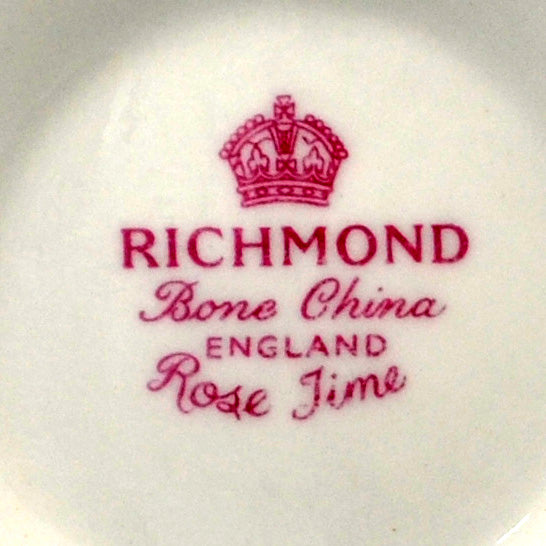 RICHMOND
Bone China
ENGLAND
Rose Time